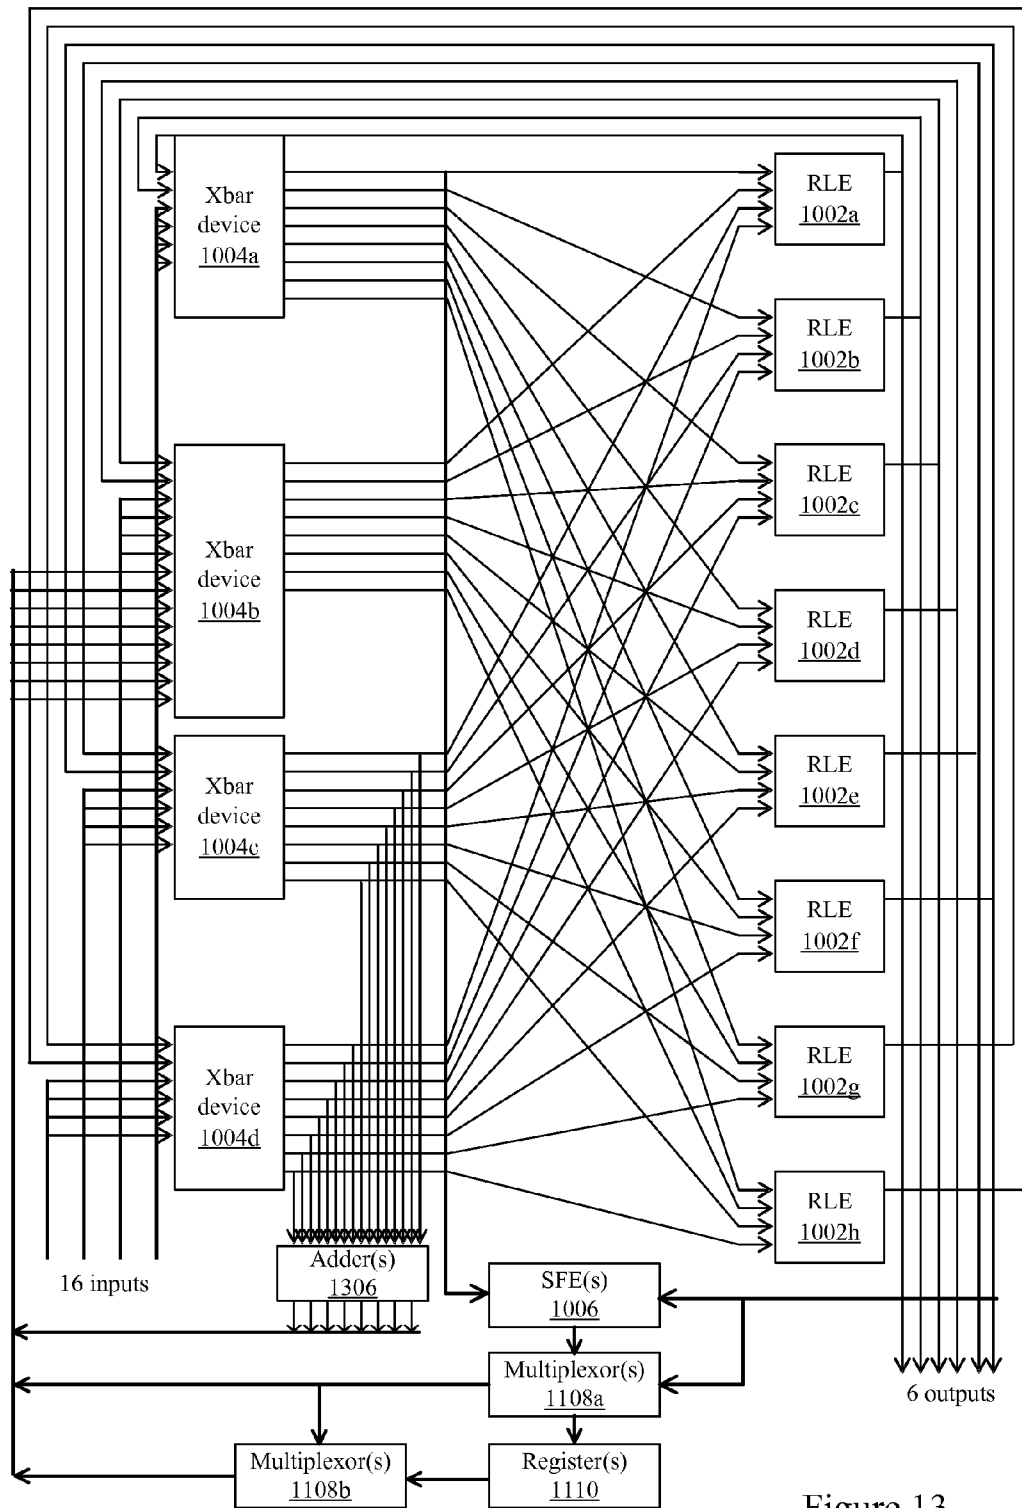 Xbar
device
1004a
RLE
1002a
RLE
1002b
Xbar
device
1004b
RLE
1002c
RLE
1002d
Xbar
device
1004c
RLE
1002e
RLE
1002f
Xbar
device
1004d
RLE
1002g
RLE
1002h
16 inputs
Adder(s)
1306
SFE(s)
1006
Multiplexor(s)
1108a
6 outputs
Multiplexor(s)
1108b
Register(s)
1110
Figure 13